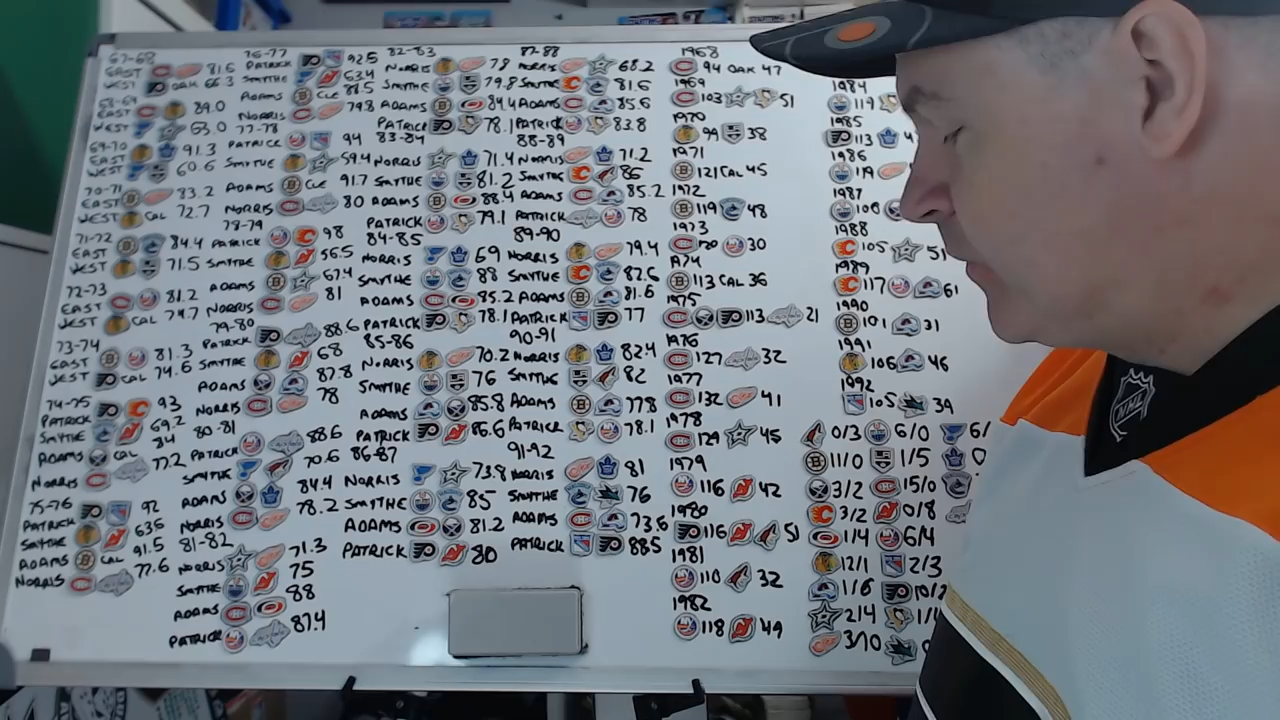 67-68
EAST 81.6
WEST OAK 66.3
68-69
EAST 89.0
WEST 63.0
69-70
EAST 91.3
WEST 60.6
70-71
EAST 83.2
WEST CAL 72.7
71-72
EAST 84.4
WEST 71.5
72-73
EAST 81.2
WEST CAL 74.7
73-74
EAST 81.3
WEST CAL 74.6
74-75
PATRICK 93
SMYTHE 69.2
ADAMS CAL 84
NORRIS 77.2
75-76
PATRICK 92
SMYTHE 63.5
ADAMS CAL 91.5
NORRIS 77.6
76-77
PATRICK 92.5
SMYTHE 63.4
ADAMS CLE 88.5
NORRIS 79.8
77-78
PATRICK 94
SMYTHE 59.4
ADAMS CLE 91.7
NORRIS 80
78-79
PATRICK 98
SMYTHE 56.5
ADAMS 67.4
NORRIS 81
79-80
PATRICK 88.6
SMYTHE 68
ADAMS 87.8
NORRIS 78
80-81
PATRICK 88.6
SMYTHE 70.6
ADAMS 84.4
NORRIS 78.2
81-82
NORRIS 71.3
SMYTHE 75
ADAMS 88
PATRICK 87.4
82-83
NORRIS 78
SMYTHE 79.8
ADAMS 84.4
PATRICK 78.1
83-84
NORRIS 71.4
SMYTHE 81.2
ADAMS 88.4
PATRICK 79.1
84-85
NORRIS 69
SMYTHE 88
ADAMS 85.2
PATRICK 78.1
85-86
NORRIS 70.2
SMYTHE 76
ADAMS 85.8
PATRICK 86.6
86-87
NORRIS 73.8
SMYTHE 85
ADAMS 81.2
PATRICK 80
87-88
NORRIS 68.2
SMYTHE 81.6
ADAMS 85.6
PATRICK 83.8
88-89
NORRIS 71.2
SMYTHE 86
ADAMS 85.2
PATRICK 78
89-90
NORRIS 79.4
SMYTHE 82.6
ADAMS 81.6
PATRICK 77
90-91
NORRIS 82.4
SMYTHE 82
ADAMS 77.8
PATRICK 78.1
91-92
NORRIS 81
SMYTHE 76
ADAMS 73.6
PATRICK 88.5
1968
94 OAK 47
1969
103 51
1970
99 38
1971
121 CAL 45
1972
119 48
1973
120 30
1974
113 CAL 36
1975
113 21
1976
127 32
1977
132 41
1978
129 45
1979
116 42
1980
116 51
1981
110 32
1982
118 49
1984
119
1985
113
1986
119
1987
106
1988
105 51
1989
117 61
1990
101 31
1991
106 46
1992
105 39
0/3 6/0 6/
11/0 1/5 0
3/2 15/0
3/2 0/8
1/4 6/4
12/1 2/3
1/6 10/2
2/4
3/10
NHL